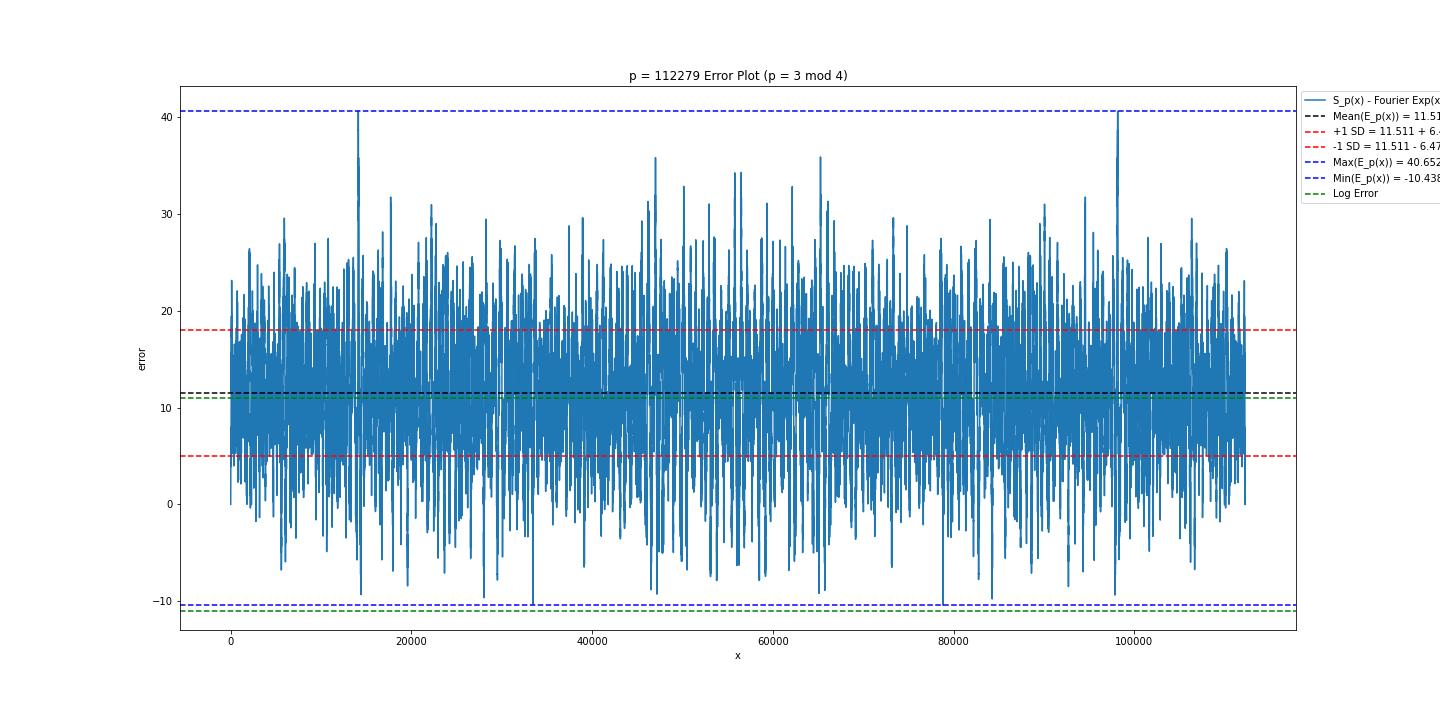 p = 112279 Error Plot (p = 3 mod 4)
40
30
20
10
0
−10
error
0
20000
40000
60000
80000
100000
x
S_p(x) - Fourier Exp(x
Mean(E_p(x)) = 11.51
+1 SD = 11.511 + 6.4
-1 SD = 11.511 - 6.47
Max(E_p(x)) = 40.652
Min(E_p(x)) = -10.438
Log Error